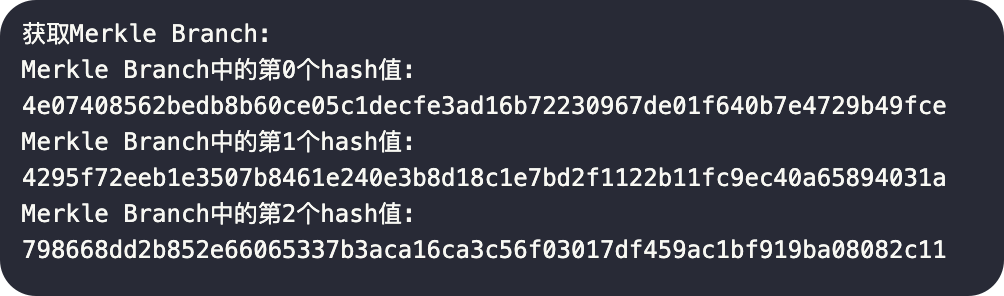 获取Merkle Branch:
Merkle Branch中的第0个hash值:
4e07408562bedb8b60ce05c1decfe3ad16b72230967de01f640b7e4729b49fce
Merkle Branch中的第1个hash值:
4295f72eeb1e3507b8461e240e3b8d18c1e7bd2f1122b11fc9ec40a65894031a
Merkle Branch中的第2个hash值:
798668dd2b852e66065337b3aca16ca3c56f03017df459ac1bf919ba08082c11